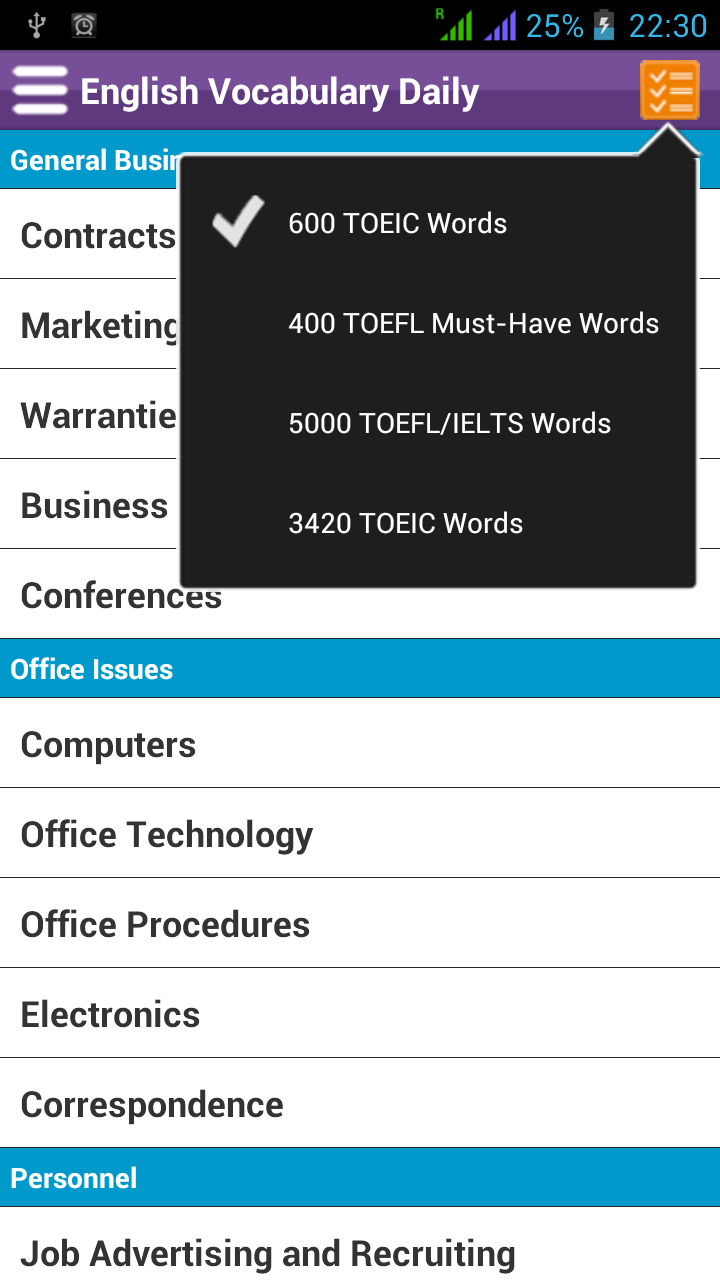 R
25% 22:30
English Vocabulary Daily
General
600 TOEIC Words
Contracts
400 TOEFL Must-Have Words
Marketing
5000 TOEFL/IELTS Words
Business
3420 TOEIC Words
Conferences
Office Issues
Computers
Office Technology
Office Procedures
Electronics
Correspondence
Personnel
Job Advertising and Recruiting